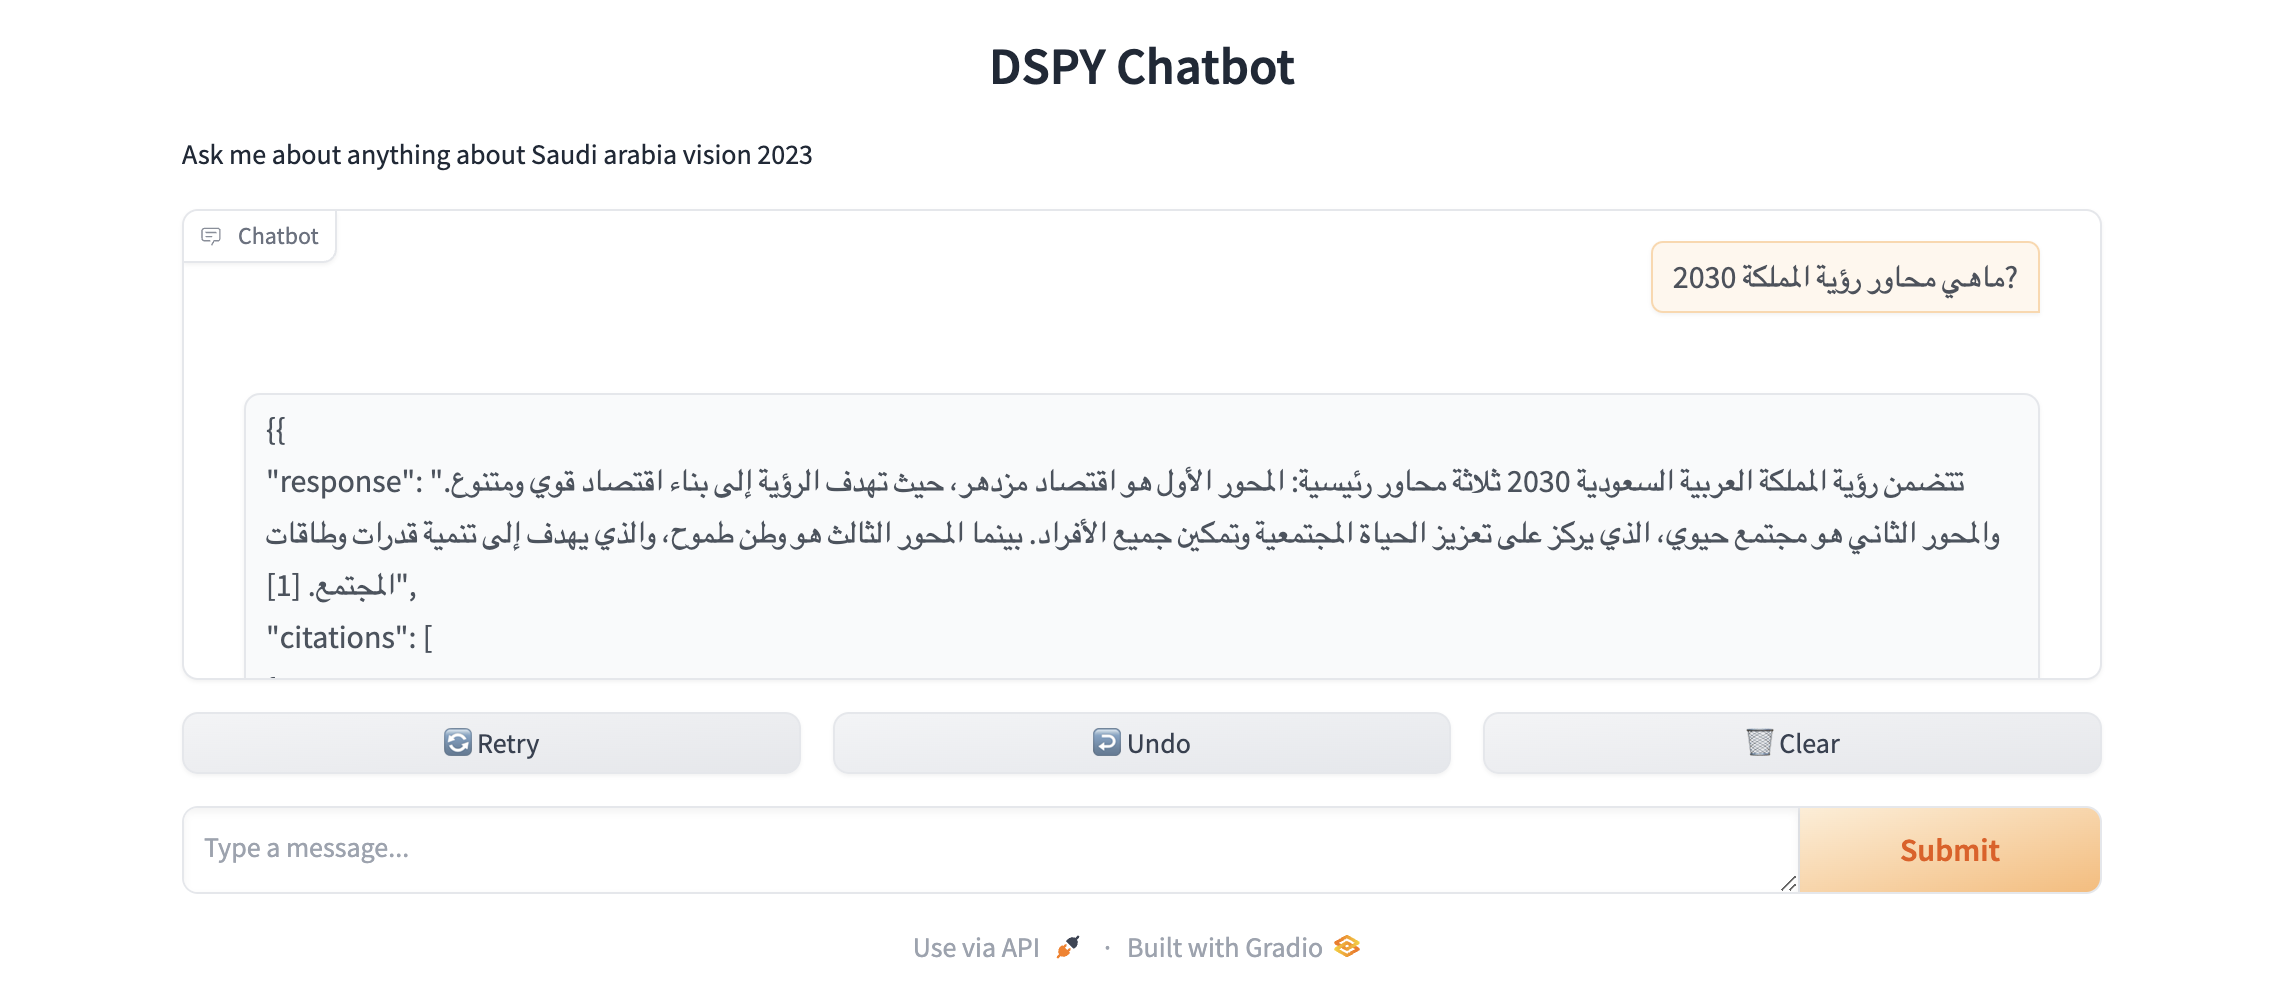 DSPY Chatbot
Ask me about anything about Saudi arabia vision 2023
Chatbot
ماهي محاور رؤية المملكة 2030?
{{
"response": "تتضمن رؤية المملكة العربية السعودية 2030 ثلاثة محاور رئيسية: المحور الأول هو اقتصاد مزدهر، حيث تهدف الرؤية إلى بناء اقتصاد قوي ومتنوع.
والمحور الثاني هو مجتمع حيوي، الذي يركز على تعزيز الحياة المجتمعية وتمكين جميع الأفراد. بينما المحور الثالث هو وطن طموح، والذي يهدف إلى تنمية قدرات وطاقات
المجتمع. [1]",
"citations": [
Retry
Undo
Clear
Type a message...
Submit
Use via API · Built with Gradio